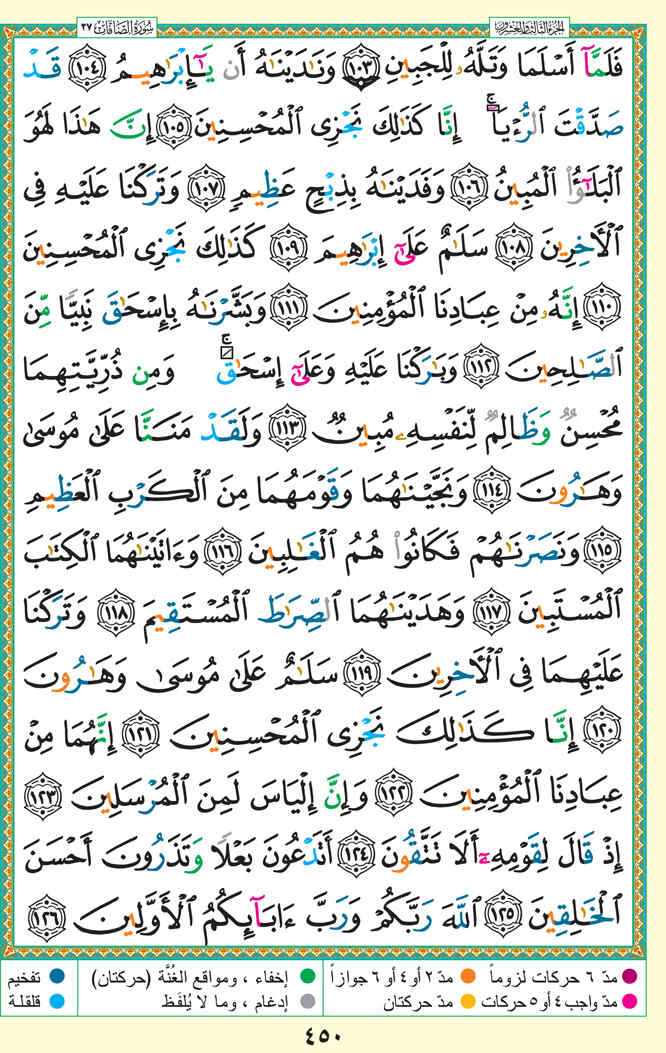 سُورَةُ الصَّافَّاتِ ٣٧
الجزء الثالث والعشرون
فَلَمَّآ أَسْلَمَا وَتَلَّهُۥ لِلْجَبِينِ ١٠٣ وَنَـٰدَيْنَـٰهُ أَن يَـٰٓإِبْرَٰهِيمُ ١٠٤ قَدْ
صَدَّقْتَ ٱلرُّءْيَآ ۚ إِنَّا كَذَٰلِكَ نَجْزِى ٱلْمُحْسِنِينَ ١٠٥ إِنَّ هَـٰذَا لَهُوَ
ٱلْبَلَـٰٓؤُا۟ ٱلْمُبِينُ ١٠٦ وَفَدَيْنَـٰهُ بِذِبْحٍ عَظِيمٍ ١٠٧ وَتَرَكْنَا عَلَيْهِ فِى
ٱلْـَٔاخِرِينَ ١٠٨ سَلَـٰمٌ عَلَىٰٓ إِبْرَٰهِيمَ ١٠٩ كَذَٰلِكَ نَجْزِى ٱلْمُحْسِنِينَ
١١٠ إِنَّهُۥ مِنْ عِبَادِنَا ٱلْمُؤْمِنِينَ ١١١ وَبَشَّرْنَـٰهُ بِإِسْحَـٰقَ نَبِيًّا مِّنَ
ٱلصَّـٰلِحِينَ ١١٢ وَبَـٰرَكْنَا عَلَيْهِ وَعَلَىٰٓ إِسْحَـٰقَ ۚ وَمِن ذُرِّيَّتِهِمَا
مُحْسِنٌ وَظَالِمٌ لِّنَفْسِهِۦ مُبِينٌ ١١٣ وَلَقَدْ مَنَنَّا عَلَىٰ مُوسَىٰ
وَهَـٰرُونَ ١١٤ وَنَجَّيْنَـٰهُمَا وَقَوْمَهُمَا مِنَ ٱلْكَرْبِ ٱلْعَظِيمِ
١١٥ وَنَصَرْنَـٰهُمْ فَكَانُوا۟ هُمُ ٱلْغَـٰلِبِينَ ١١٦ وَءَاتَيْنَـٰهُمَا ٱلْكِتَـٰبَ
ٱلْمُسْتَبِينَ ١١٧ وَهَدَيْنَـٰهُمَا ٱلصِّرَٰطَ ٱلْمُسْتَقِيمَ ١١٨ وَتَرَكْنَا
عَلَيْهِمَا فِى ٱلْـَٔاخِرِينَ ١١٩ سَلَـٰمٌ عَلَىٰ مُوسَىٰ وَهَـٰرُونَ
١٢٠ إِنَّا كَذَٰلِكَ نَجْزِى ٱلْمُحْسِنِينَ ١٢١ إِنَّهُمَا مِنْ
عِبَادِنَا ٱلْمُؤْمِنِينَ ١٢٢ وَإِنَّ إِلْيَاسَ لَمِنَ ٱلْمُرْسَلِينَ ١٢٣
إِذْ قَالَ لِقَوْمِهِۦٓ أَلَا تَتَّقُونَ ١٢٤ أَتَدْعُونَ بَعْلًا وَتَذَرُونَ أَحْسَنَ
ٱلْخَـٰلِقِينَ ١٢٥ ٱللَّهَ رَبَّكُمْ وَرَبَّ ءَابَآئِكُمُ ٱلْأَوَّلِينَ ١٢٦
مدّ ٦ حركات لزوماً مدّ ٢ أو ٤ أو ٦ جوازاً إخفاء ، ومواقع الغُنَّة (حركتان) تفخيم
مدّ واجب ٤ أو ٥ حركات مدّ حركتان إدغام ، وما لا يُلفَظ قلقلة
٤٥٠